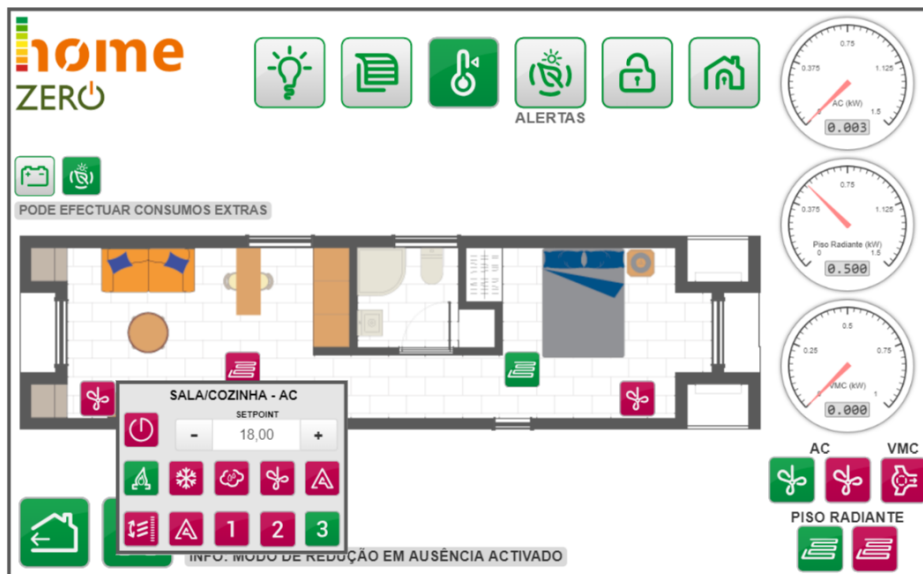 home
ZERO
ALERTAS
PODE EFECTUAR CONSUMOS EXTRAS
0 0.375 0.75 1.125 1.5
AC (kW)
0.003
0 0.375 0.75 1.125 1.5
Piso Radiante (kW)
0.500
0.25 0.5 0.75 1
VMC (kW)
0.000
SALA/COZINHA - AC
SETPOINT
- 18,00 +
A
A 1 2 3
AC VMC
PISO RADIANTE
INFO: MODO DE REDUÇÃO EM AUSÊNCIA ACTIVADO